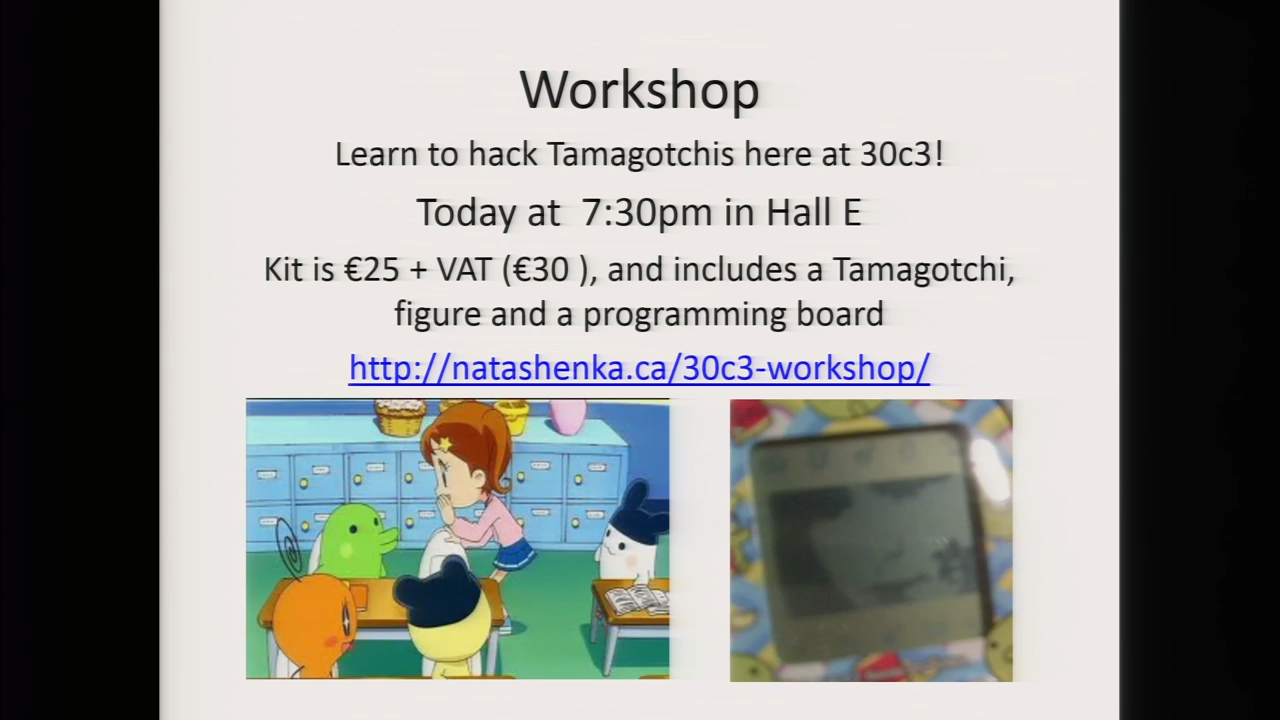 Workshop
Learn to hack Tamagotchis here at 30c3!
Today at  7:30pm in Hall E
Kit is €25 + VAT (€30 ), and includes a Tamagotchi,
figure and a programming board
http://natashenka.ca/30c3-workshop/